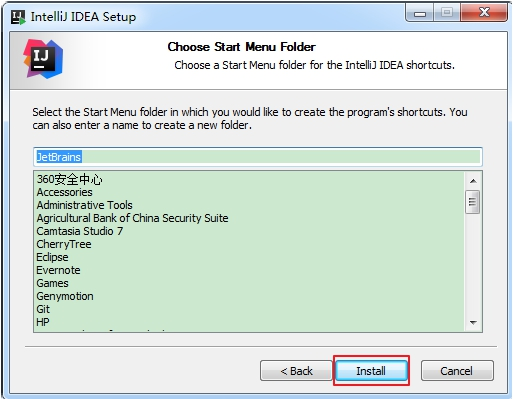 IntelliJ IDEA Setup
IJ
Choose Start Menu Folder
Choose a Start Menu folder for the IntelliJ IDEA shortcuts.
Select the Start Menu folder in which you would like to create the program's shortcuts. You
can also enter a name to create a new folder.
JetBrains
360安全中心
Accessories
Administrative Tools
Agricultural Bank of China Security Suite
Camtasia Studio 7
CherryTree
Eclipse
Evernote
Games
Genymotion
Git
HP
< Back
Install
Cancel